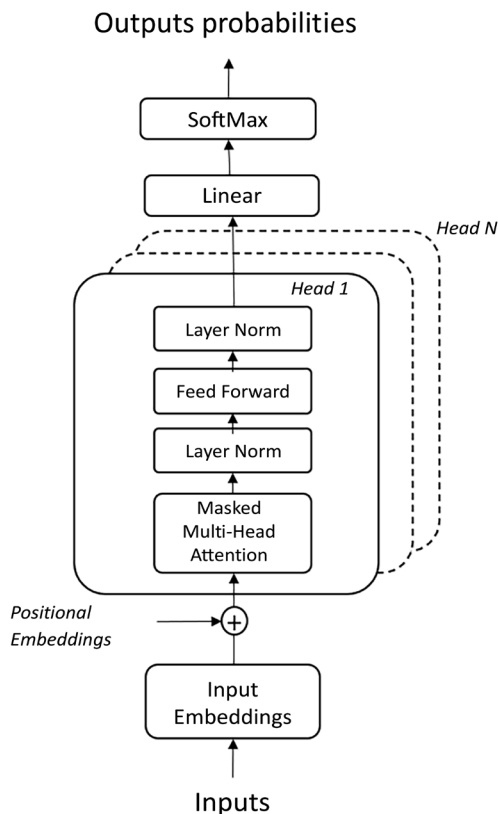 Outputs probabilities
SoftMax
Linear
Head N
Head 1
Layer Norm
Feed Forward
Layer Norm
Masked
Multi-Head
Attention
Positional
Embeddings
+
Input
Embeddings
Inputs